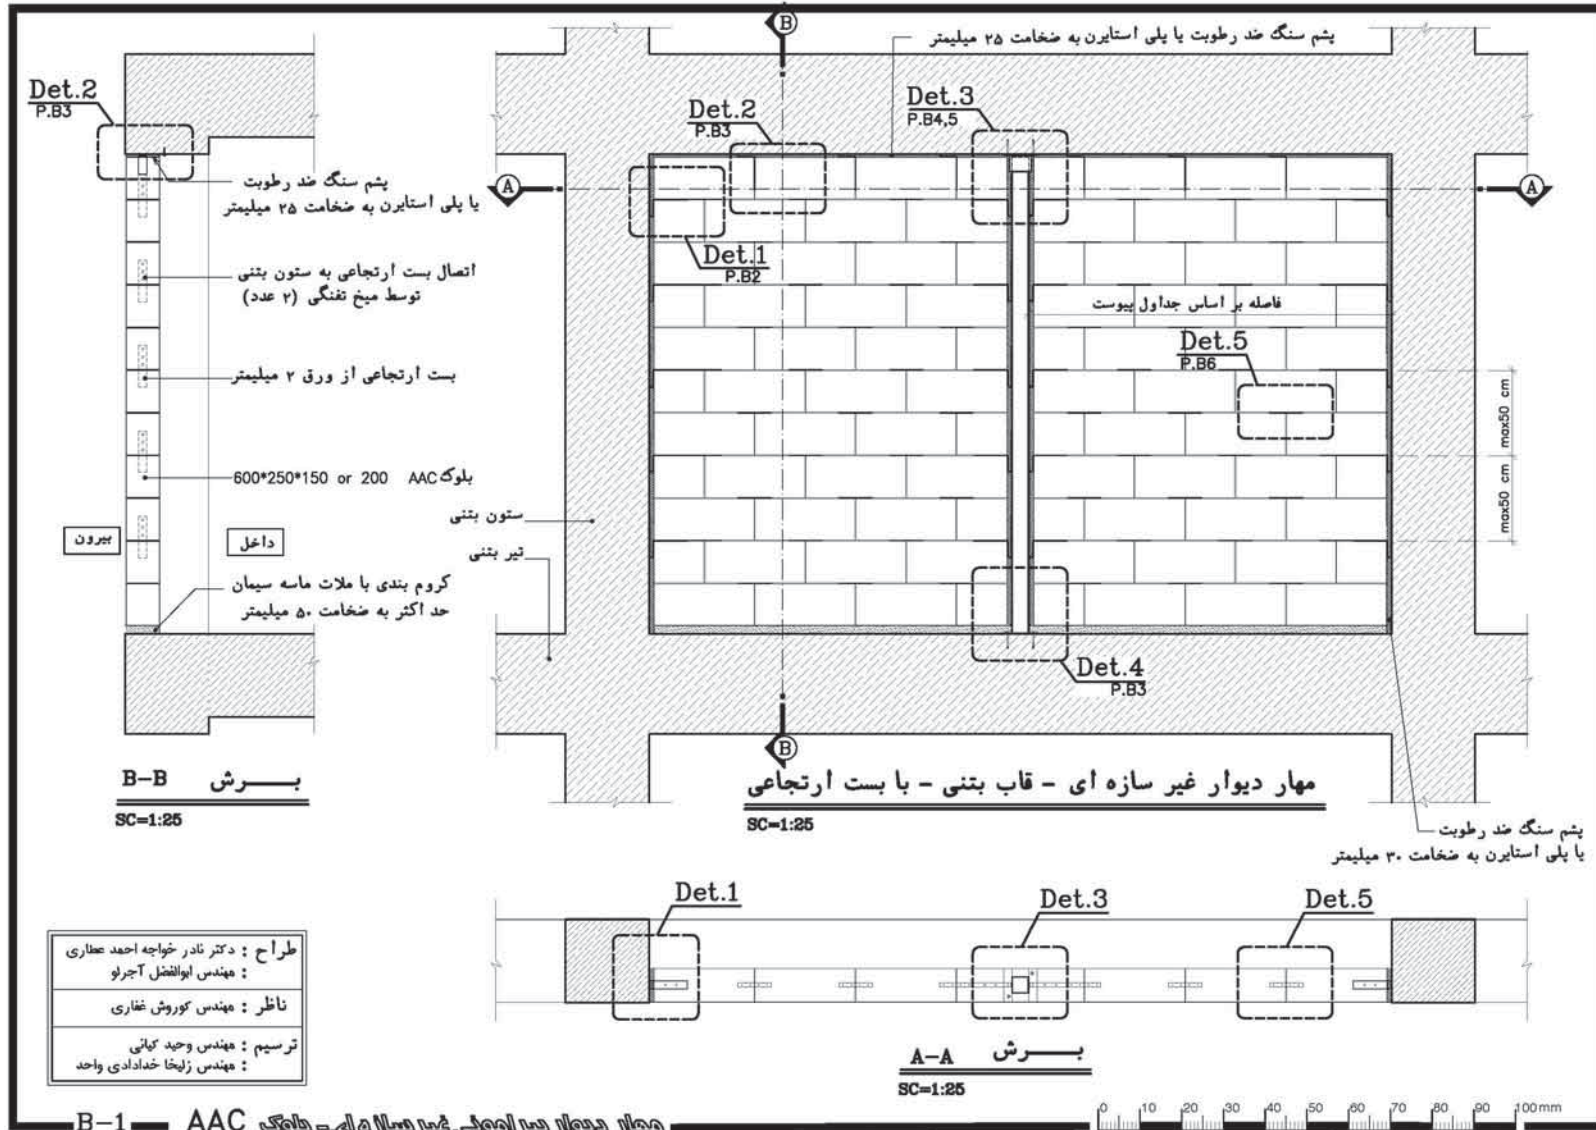 B
پشم سنگ ضد رطوبت یا پلی استایرن به ضخامت ۲۵ میلیمتر
Det.2
P.B3
Det.2
P.B3
Det.3
P.B4,5
پشم سنگ ضد رطوبت
یا پلی استایرن به ضخامت ۲۵ میلیمتر
A
A
Det.1
P.B2
اتصال بست ارتجاعی به ستون بتنی
توسط میخ تفنگی (۲ عدد)
فاصله بر اساس جداول پیوست
Det.5
P.B6
بست ارتجاعی از ورق ۲ میلیمتر
max50 cm
max50 cm
بلوک AAC 600*250*150 or 200
ستون بتنی
تیر بتنی
بیرون
داخل
کروم بندی با ملات ماسه سیمان
حد اکثر به ضخامت ۵۰ میلیمتر
Det.4
P.B3
B
برش B-B
SC=1:25
مهار دیوار غیر سازه ای - قاب بتنی - با بست ارتجاعی
SC=1:25
پشم سنگ ضد رطوبت
یا پلی استایرن به ضخامت ۳۰ میلیمتر
Det.1
Det.3
Det.5
برش A-A
SC=1:25
طراح : دکتر نادر خواجه احمد عطاری
: مهندس ابوالفضل آجرلو
ناظر : مهندس کوروش غفاری
ترسیم : مهندس وحید کیانی
: مهندس زلیخا خدادادی واحد
B-1
مهار دیوار پیرامونی غیر سازه ای - بلوک AAC
0 10 20 30 40 50 60 70 80 90 100mm